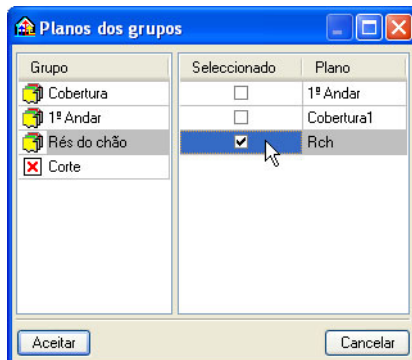 Planos dos grupos
Grupo Seleccionado Plano
Cobertura 1º Andar
1º Andar Cobertura1
Rés do chão Rch
Corte
Aceitar Cancelar